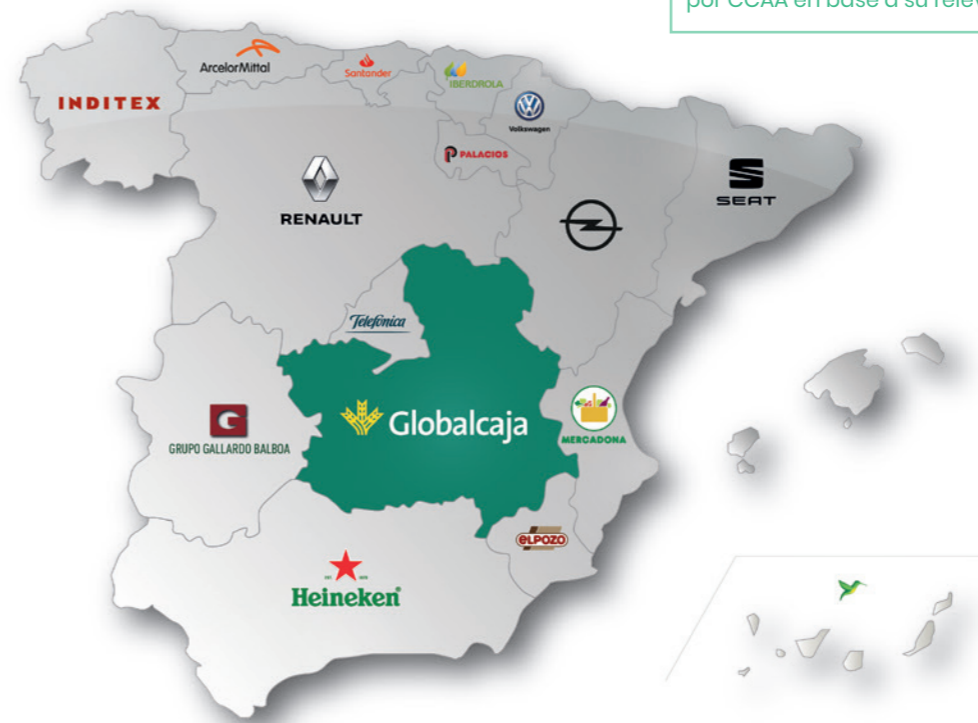 por CCAA en base a su relev
ArcelorMittal
Santander
IBERDROLA
INDITEX
Volkswagen
PALACIOS
RENAULT
SEAT
Telefónica
Globalcaja
MERCADONA
G
GRUPO GALLARDO BALBOA
ELPOZO
Heineken